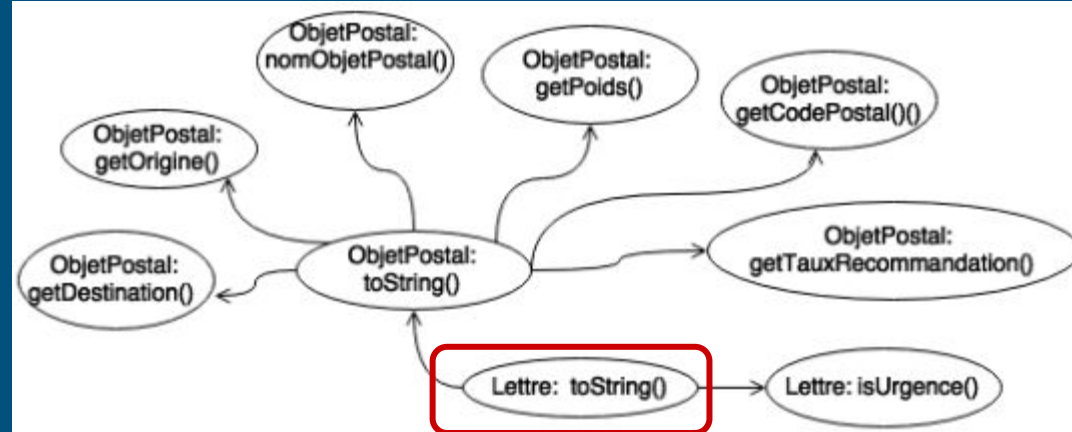 ObjetPostal:
nomObjetPostal()
ObjetPostal:
getPoids()
ObjetPostal:
getCodePostal()()
ObjetPostal:
getOrigine()
ObjetPostal:
getTauxRecommandation()
ObjetPostal:
toString()
ObjetPostal:
getDestination()
Lettre: toString()
Lettre: isUrgence()